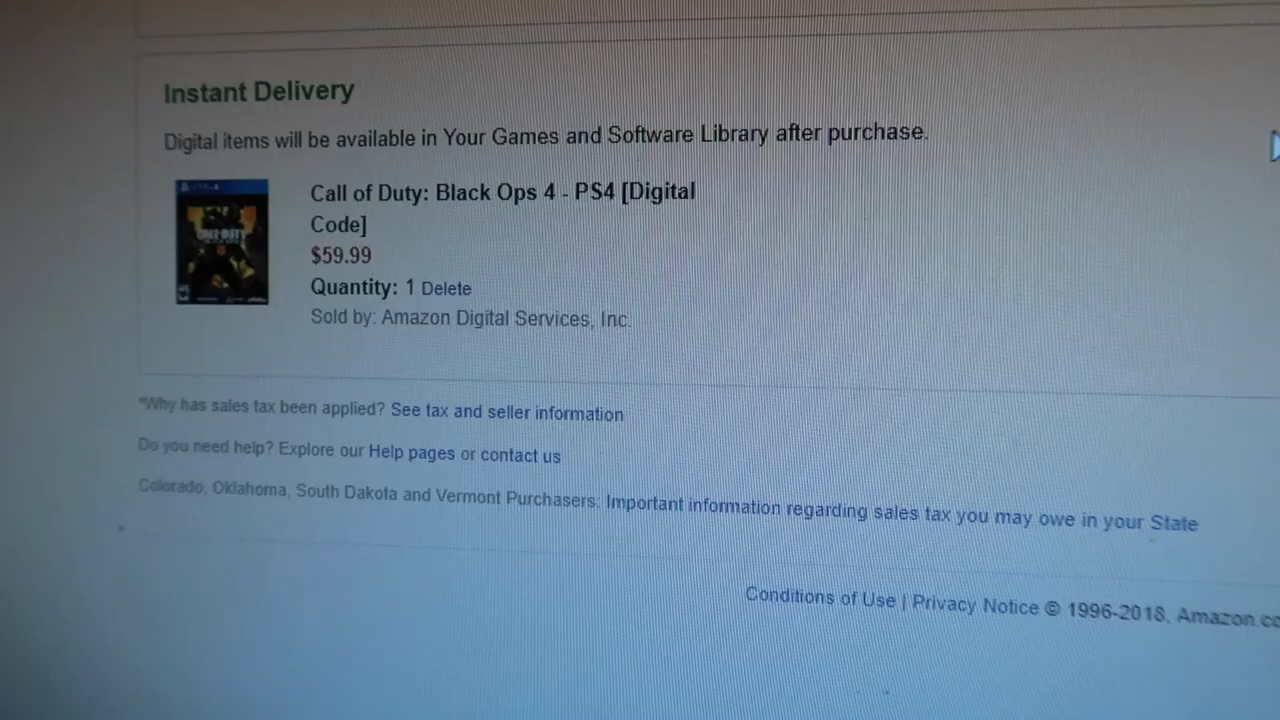 Instant Delivery
Digital items will be available in Your Games and Software Library after purchase.
Call of Duty: Black Ops 4 - PS4 [Digital
Code]
$59.99
Quantity: 1 Delete
Sold by: Amazon Digital Services, Inc.
*Why has sales tax been applied? See tax and seller information
Do you need help? Explore our Help pages or contact us
Colorado, Oklahoma, South Dakota and Vermont Purchasers: Important information regarding sales tax you may owe in your State
Conditions of Use | Privacy Notice © 1996-2018, Amazon.co